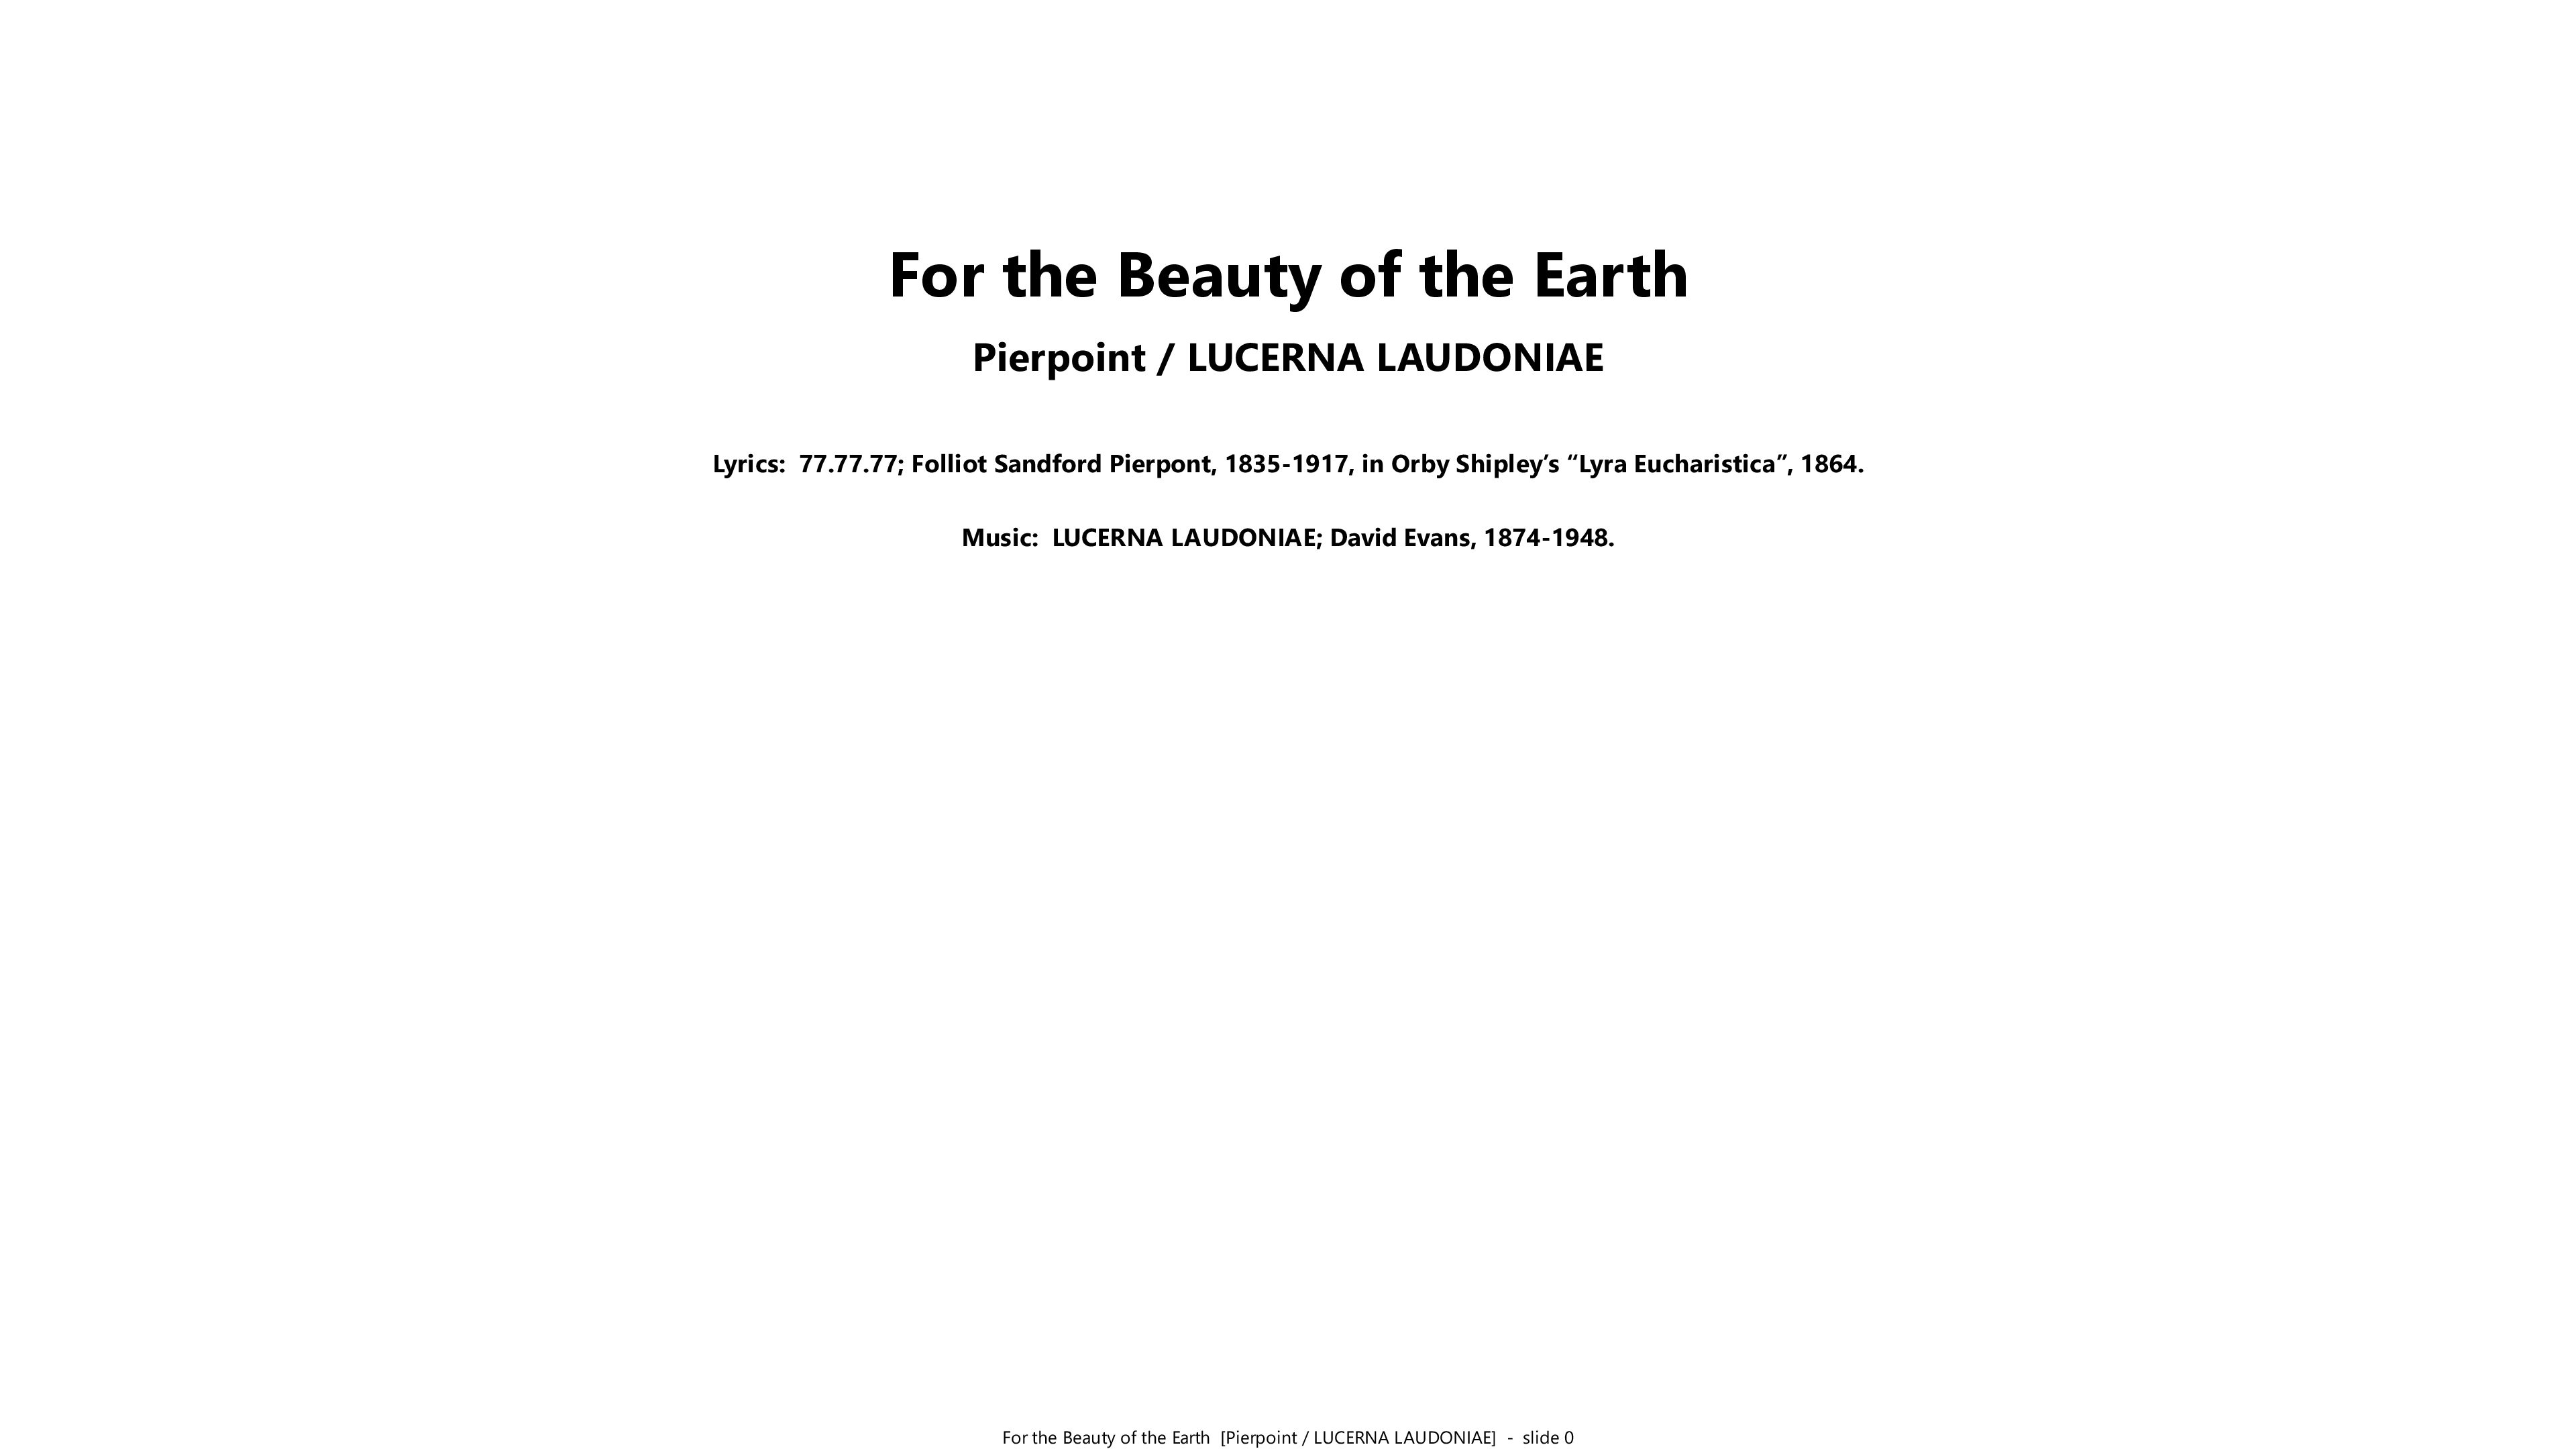 For the Beauty of the Earth
Pierpoint / LUCERNA LAUDONIAE
Lyrics:  77.77.77; Folliot Sandford Pierpont, 1835-1917, in Orby Shipley’s “Lyra Eucharistica”, 1864.
Music:  LUCERNA LAUDONIAE; David Evans, 1874-1948.
For the Beauty of the Earth  [Pierpoint / LUCERNA LAUDONIAE]  -  slide 0